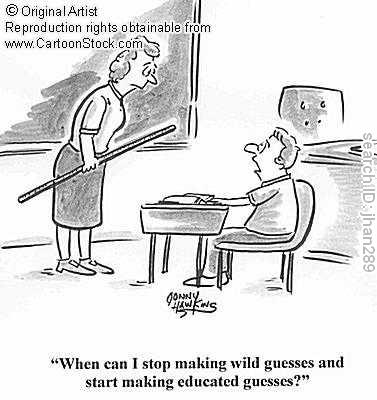 © Original Artist
Reproduction rights obtainable from
www.CartoonStock.com
search ID: jhan289
JONNY
HAWKINS
"When can I stop making wild guesses and
start making educated guesses?"